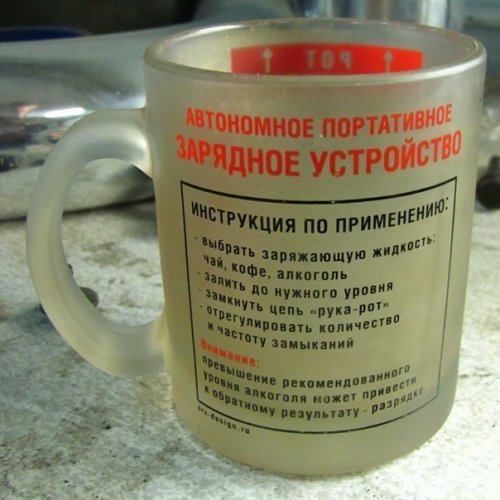 РОТ
АВТОНОМНОЕ ПОРТАТИВНОЕ
ЗАРЯДНОЕ УСТРОЙСТВО
ИНСТРУКЦИЯ ПО ПРИМЕНЕНИЮ:
- выбрать заряжающую жидкость:
чай, кофе, алкоголь
- залить до нужного уровня
- замкнуть цепь «рука-рот»
- отрегулировать количество
и частоту замыканий
Внимание:
превышение рекомендованного
уровня алкоголя может привести
к обратному результату - разрядке.
orz-design.ru